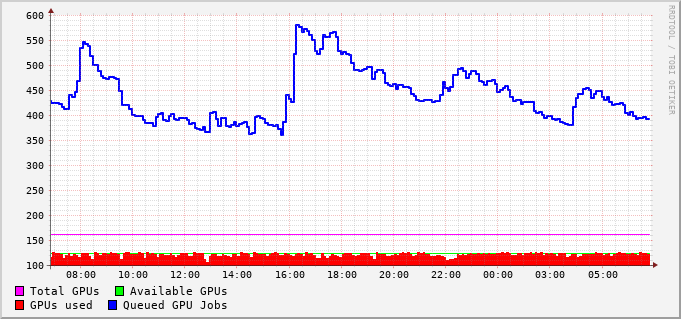 RRDTOOL / TOBI OETIKER
600
550
500
450
400
350
300
250
200
150
100
08:00 10:00 12:00 14:00 16:00 18:00 20:00 22:00 00:00 03:00 05:00
Total GPUs Available GPUs
GPUs used Queued GPU Jobs